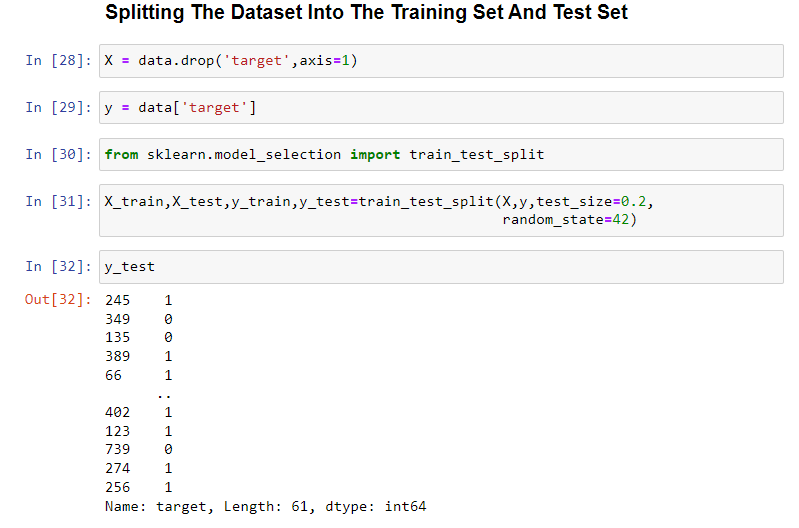 Splitting The Dataset Into The Training Set And Test Set
In [28]: X = data.drop('target',axis=1)
In [29]: y = data['target']
In [30]: from sklearn.model_selection import train_test_split
In [31]: X_train,X_test,y_train,y_test=train_test_split(X,y,test_size=0.2,
random_state=42)
In [32]: y_test
Out[32]: 245    1
349    0
135    0
389    1
66     1
..
402    1
123    1
739    0
274    1
256    1
Name: target, Length: 61, dtype: int64